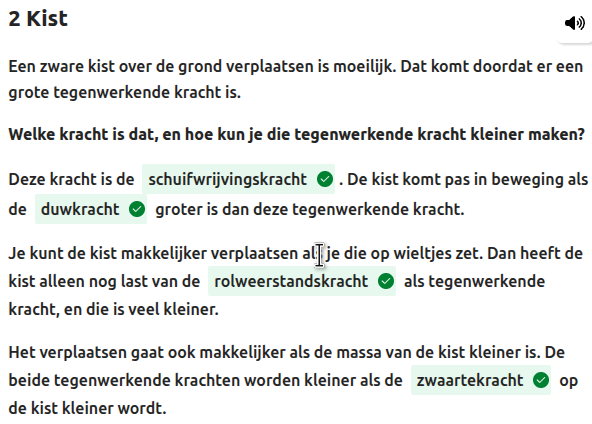 2 Kist
Een zware kist over de grond verplaatsen is moeilijk. Dat komt doordat er een
grote tegenwerkende kracht is.
Welke kracht is dat, en hoe kun je die tegenwerkende kracht kleiner maken?
Deze kracht is de schuifwrijvingskracht . De kist komt pas in beweging als
de duwkracht groter is dan deze tegenwerkende kracht.
Je kunt de kist makkelijker verplaatsen als je die op wieltjes zet. Dan heeft de
kist alleen nog last van de rolweerstandskracht als tegenwerkende
kracht, en die is veel kleiner.
Het verplaatsen gaat ook makkelijker als de massa van de kist kleiner is. De
beide tegenwerkende krachten worden kleiner als de zwaartekracht op
de kist kleiner wordt.